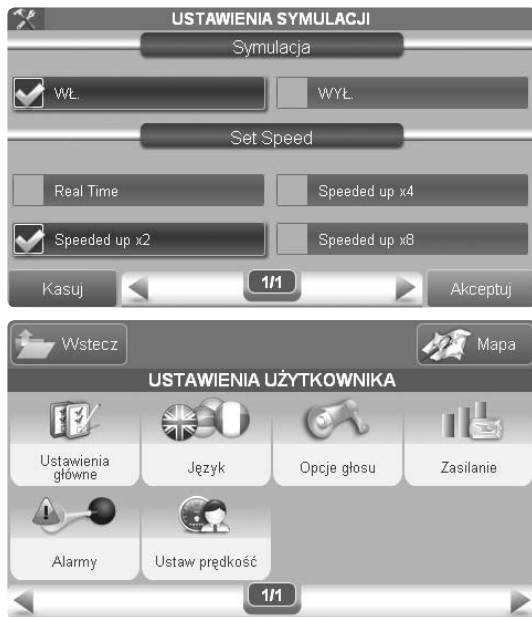 USTAWIENIA SYMULACJI
Symulacja
WŁ. WYŁ.
Set Speed
Real Time Speeded up x4
Speeded up x2 Speeded up x8
Kasuj 1/1 Akceptuj
Wstecz Mapa
USTAWIENIA UŻYTKOWNIKA
Ustawienia
główne Język Opcje głosu Zasilanie
Alarmy Ustaw prędkość
1/1